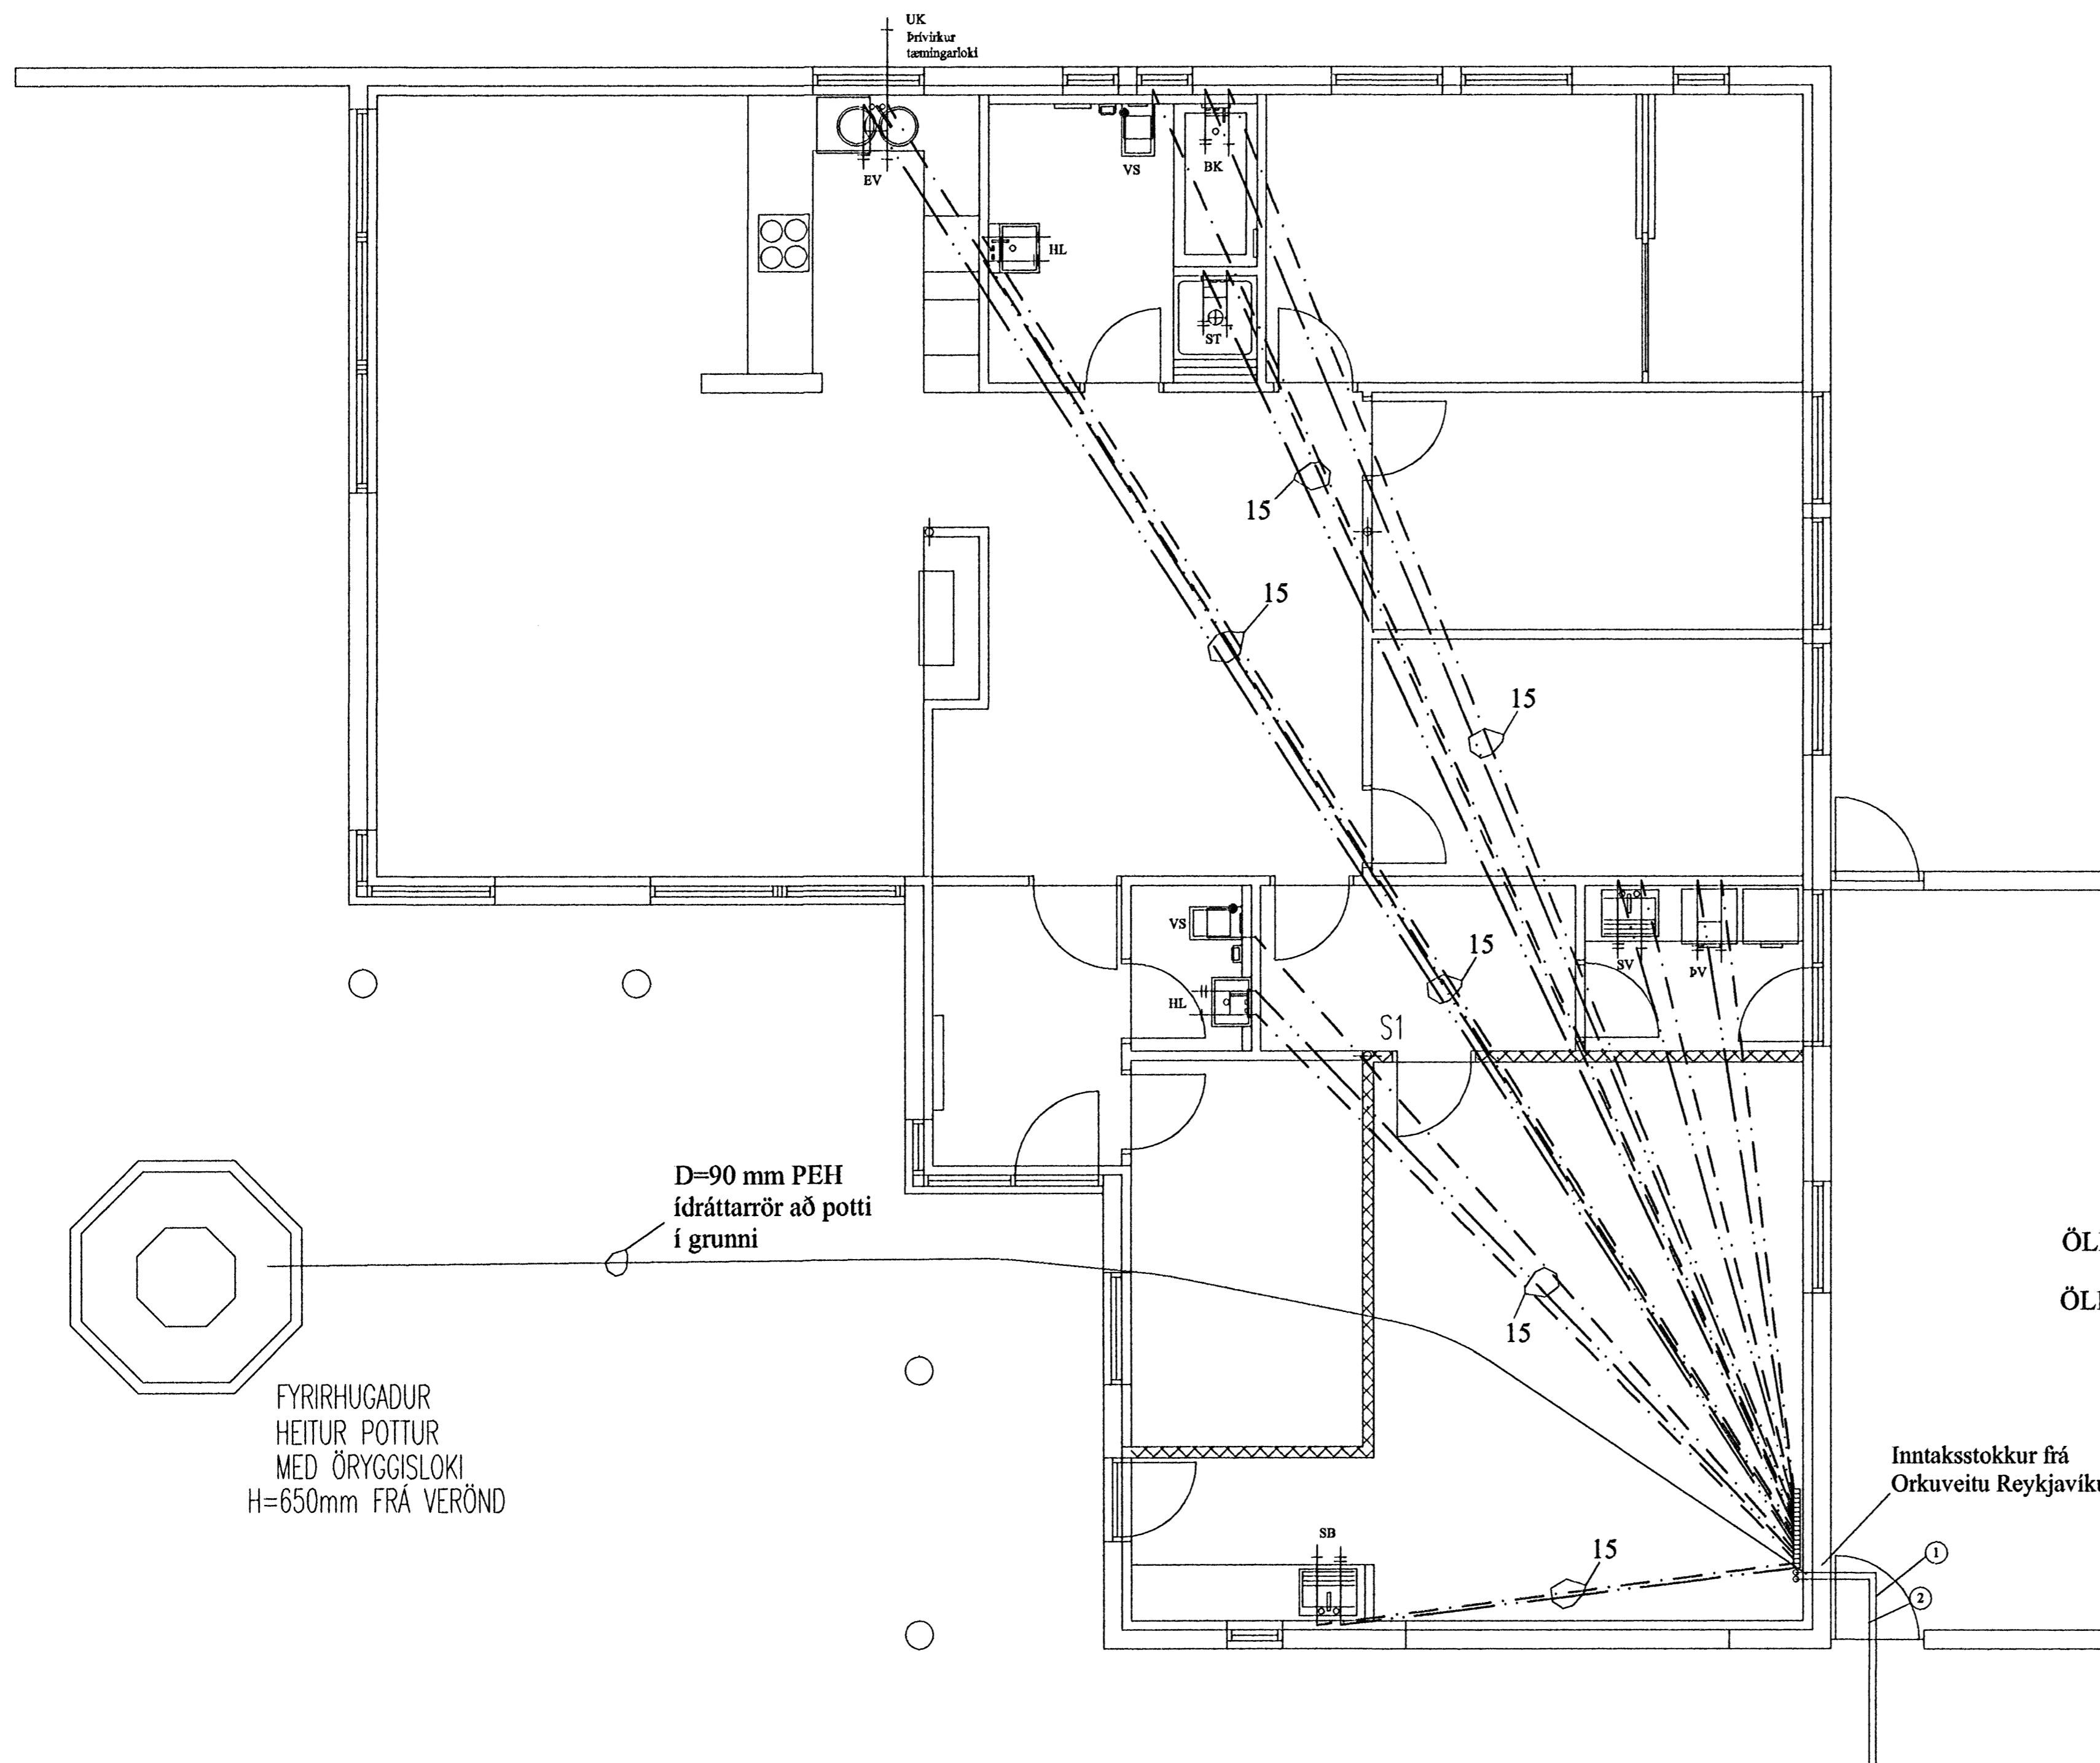 UK
Þrívirkur
tæmingarloki
EV
VS
BK
HL
ST
15
15
15
VS
SV
ÞV
15
HL
S1
D=90 mm PEH
ídráttarrör að potti
í grunni
15
FYRIRHUGADUR
HEITUR POTTUR
MED ÖRYGGISLOKI
H=650mm FRÁ VERÖND
Inntaksstokkur frá
Orkuveitu Reykjavíku
SB
15
1
2